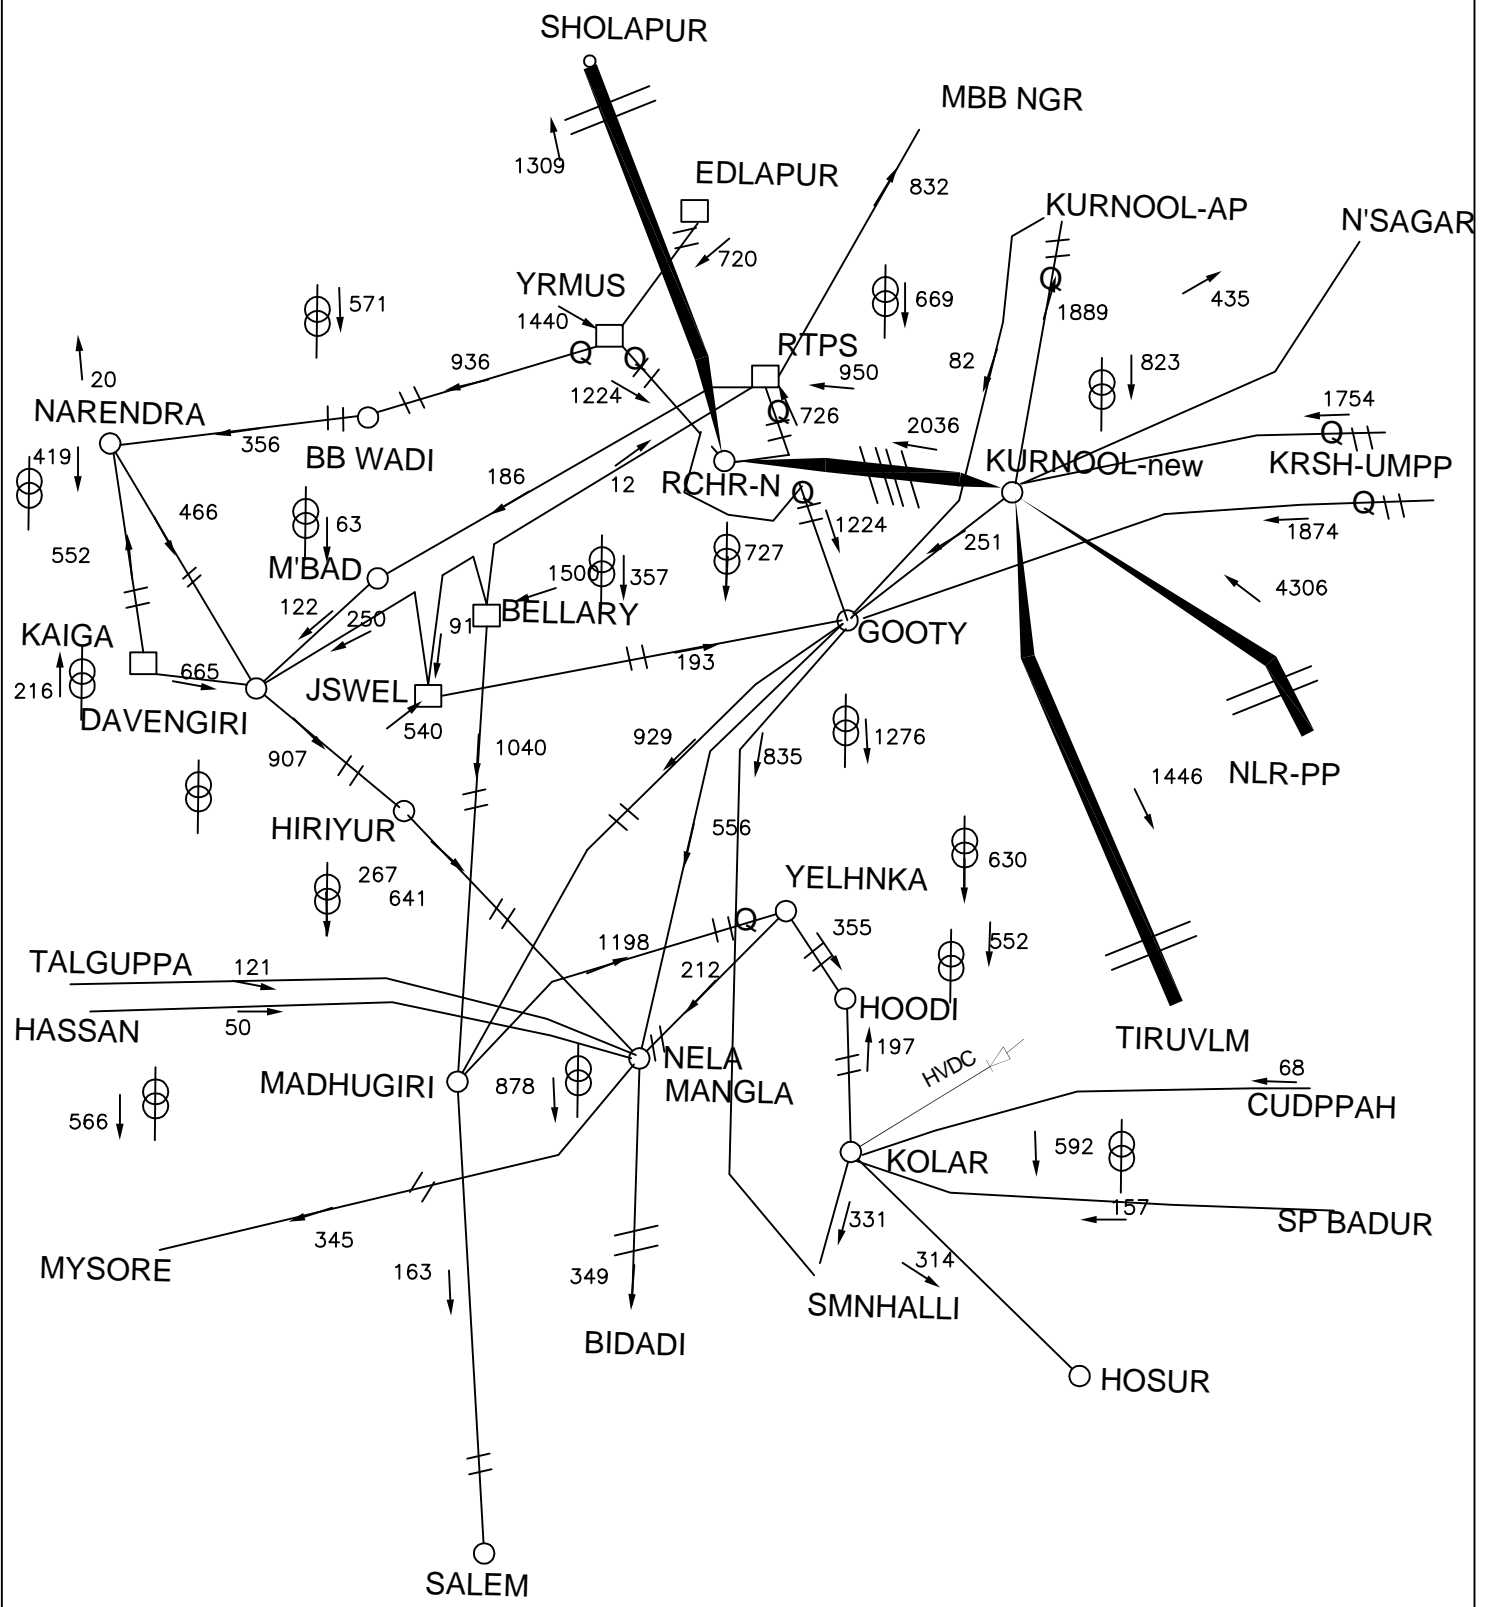 SHOLAPUR
MBB NGR
1309
EDLAPUR
832
KURNOOL-AP
N'SAGAR
720
YRMUS
571
1440
669
1889
435
Q
RTPS
936
Q
Q
950
82
823
20
1224
1754
NARENDRA
Q
726
2036
Q
356
BB WADI
419
RCHR-N
KURNOOL-new
KRSH-UMPP
186
12
Q
Q
466
63
1224
1874
552
727
251
M'BAD
1500
357
4306
122
250
BELLARY
91
KAIGA
GOOTY
665
193
216
JSWEL
DAVENGIRI
540
907
1040
929
835
1276
1446
NLR-PP
HIRIYUR
556
267
630
641
YELHNKA
Q
355
552
1198
TALGUPPA
121
212
HOODI
HASSAN
50
197
TIRUVLM
NELA
MANGLA
HVDC
68
MADHUGIRI
878
CUDPPAH
566
592
KOLAR
157
331
SP BADUR
345
MYSORE
163
349
314
SMNHALLI
BIDADI
HOSUR
SALEM